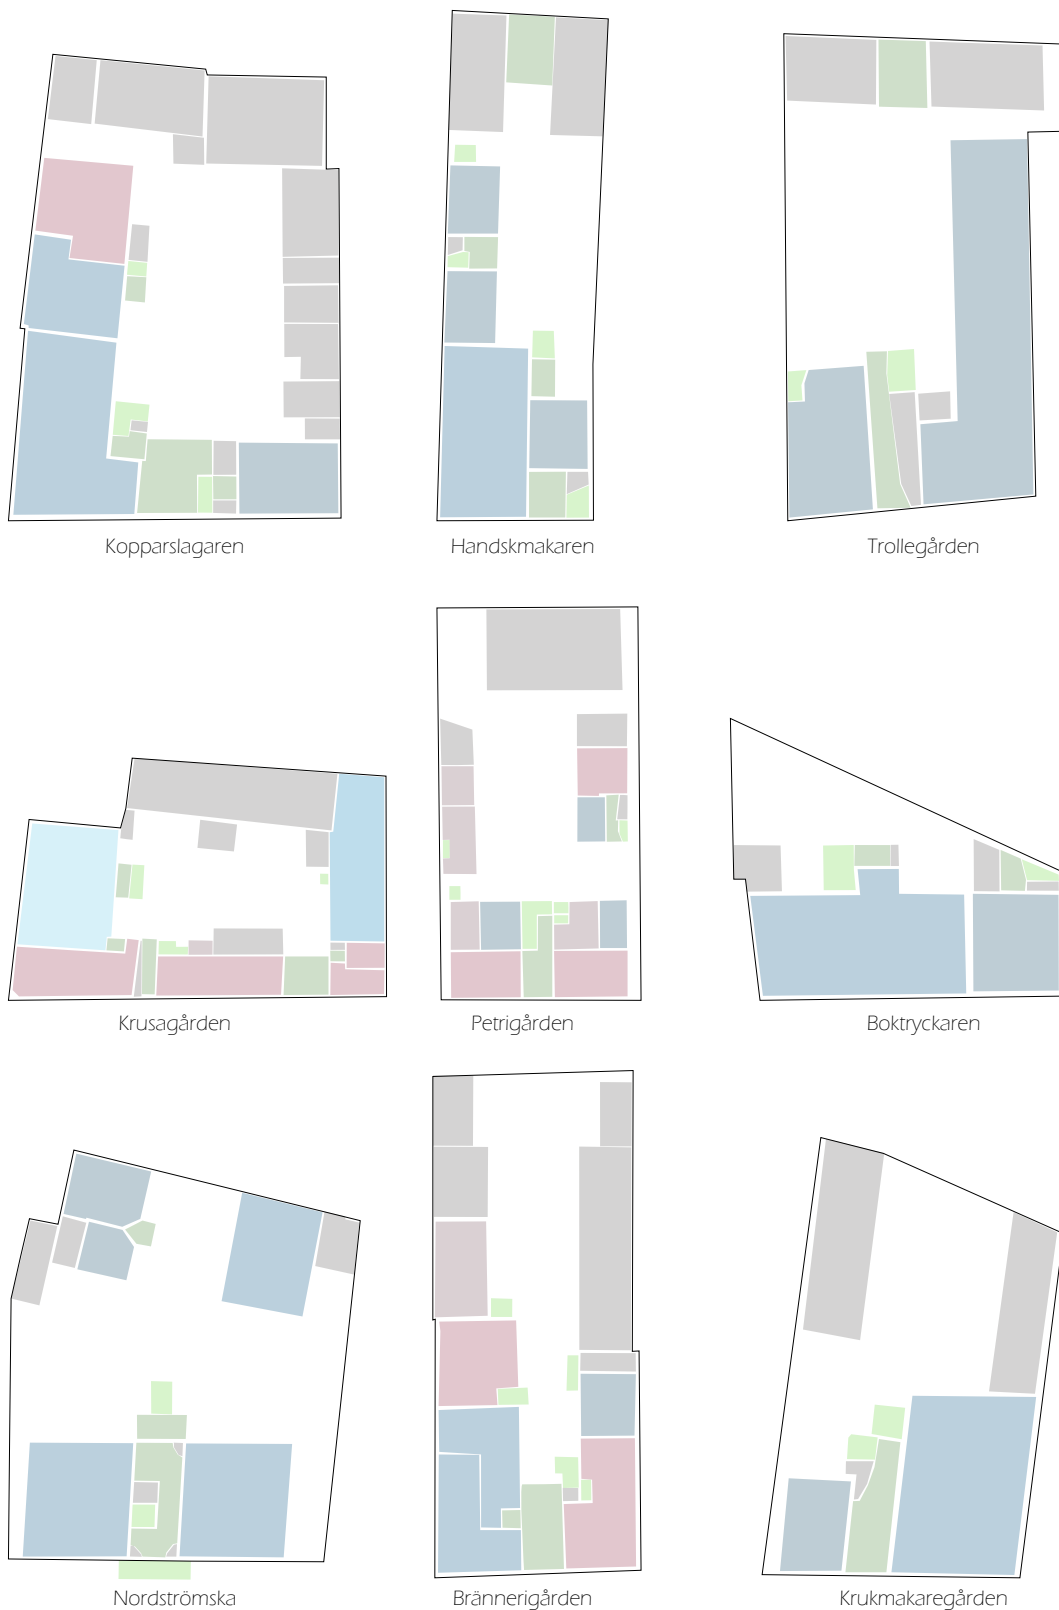 Kopparslagaren
Handskmakaren
Trollegården
Krusagården
Petrigården
Boktryckaren
Nordströmska
Brännerigården
Krukmakaregården